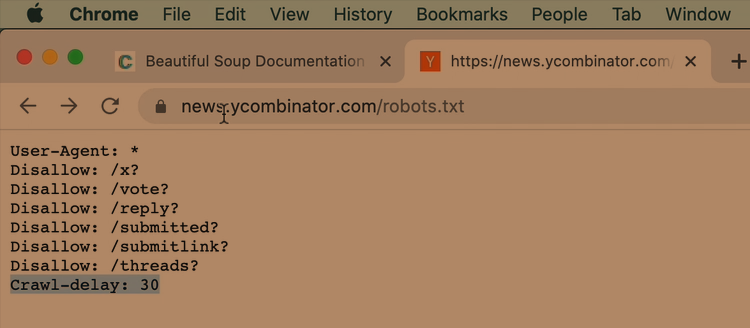 Chrome File Edit View History Bookmarks People Tab Window
C Beautiful Soup Documentation Y https://news.ycombinator.com/
news.ycombinator.com/robots.txt
User-Agent: *
Disallow: /x?
Disallow: /vote?
Disallow: /reply?
Disallow: /submitted?
Disallow: /submitlink?
Disallow: /threads?
Crawl-delay: 30